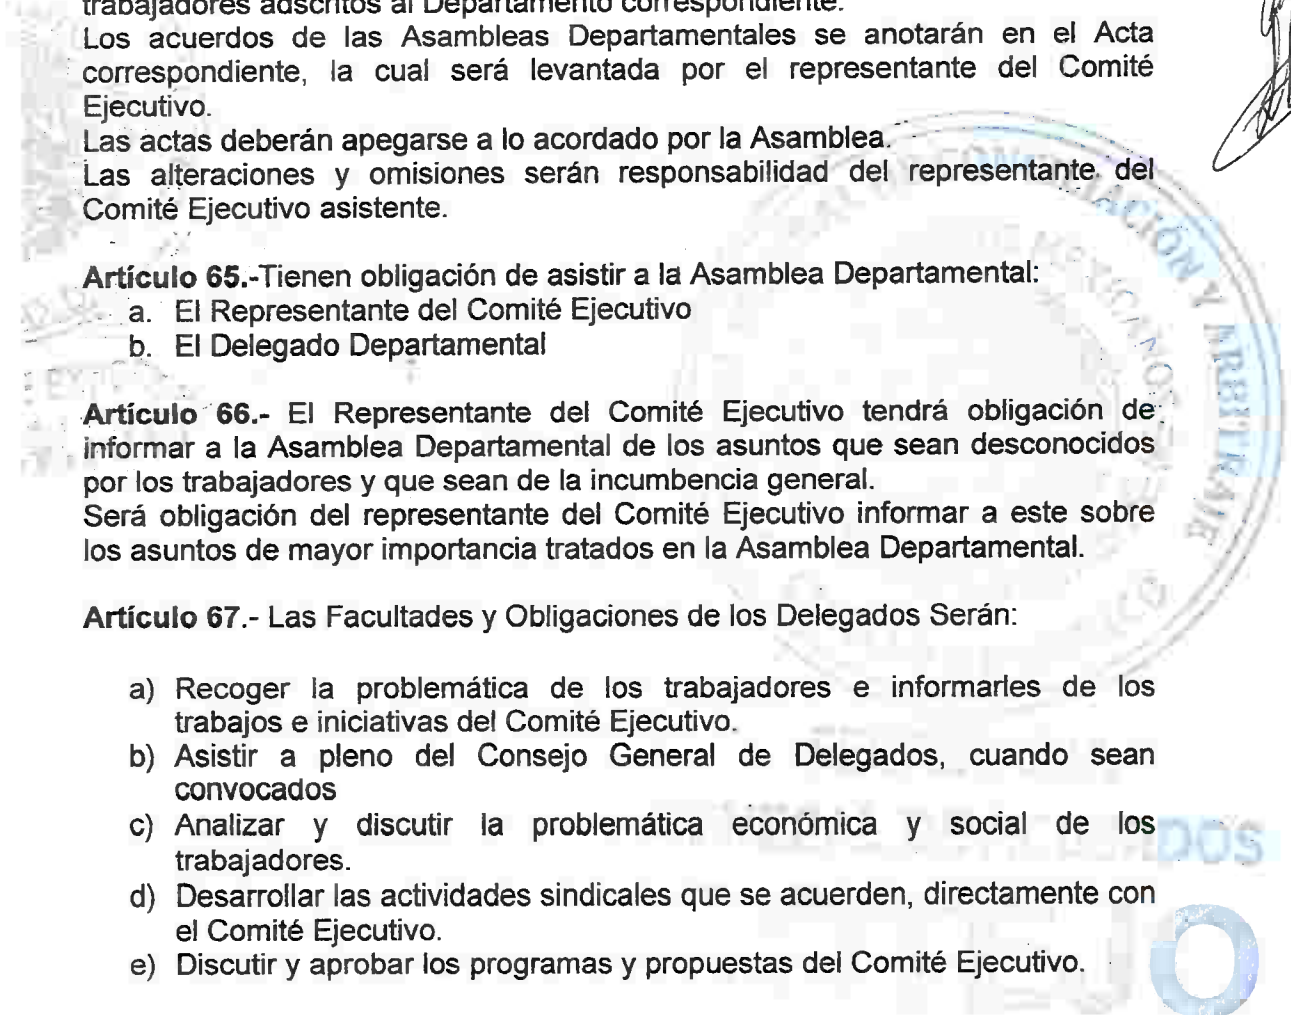 trabajadores adscritos al Departamento correspondiente.
Los acuerdos de las Asambleas Departamentales se anotarán en el Acta
correspondiente, la cual será levantada por el representante del Comité
Ejecutivo.
Las actas deberán apegarse a lo acordado por la Asamblea.
Las alteraciones y omisiones serán responsabilidad del representante del
Comité Ejecutivo asistente.
Artículo 65.-Tienen obligación de asistir a la Asamblea Departamental:
a. El Representante del Comité Ejecutivo
b. El Delegado Departamental
Artículo 66.- El Representante del Comité Ejecutivo tendrá obligación de
informar a la Asamblea Departamental de los asuntos que sean desconocidos
por los trabajadores y que sean de la incumbencia general.
Será obligación del representante del Comité Ejecutivo informar a este sobre
los asuntos de mayor importancia tratados en la Asamblea Departamental.
Artículo 67.- Las Facultades y Obligaciones de los Delegados Serán:
a) Recoger la problemática de los trabajadores e informarles de los
trabajos e iniciativas del Comité Ejecutivo.
b) Asistir a pleno del Consejo General de Delegados, cuando sean
convocados
c) Analizar y discutir la problemática económica y social de los
trabajadores.
d) Desarrollar las actividades sindicales que se acuerden, directamente con
el Comité Ejecutivo.
e) Discutir y aprobar los programas y propuestas del Comité Ejecutivo.
Y ARBITRAJE
DOS
O